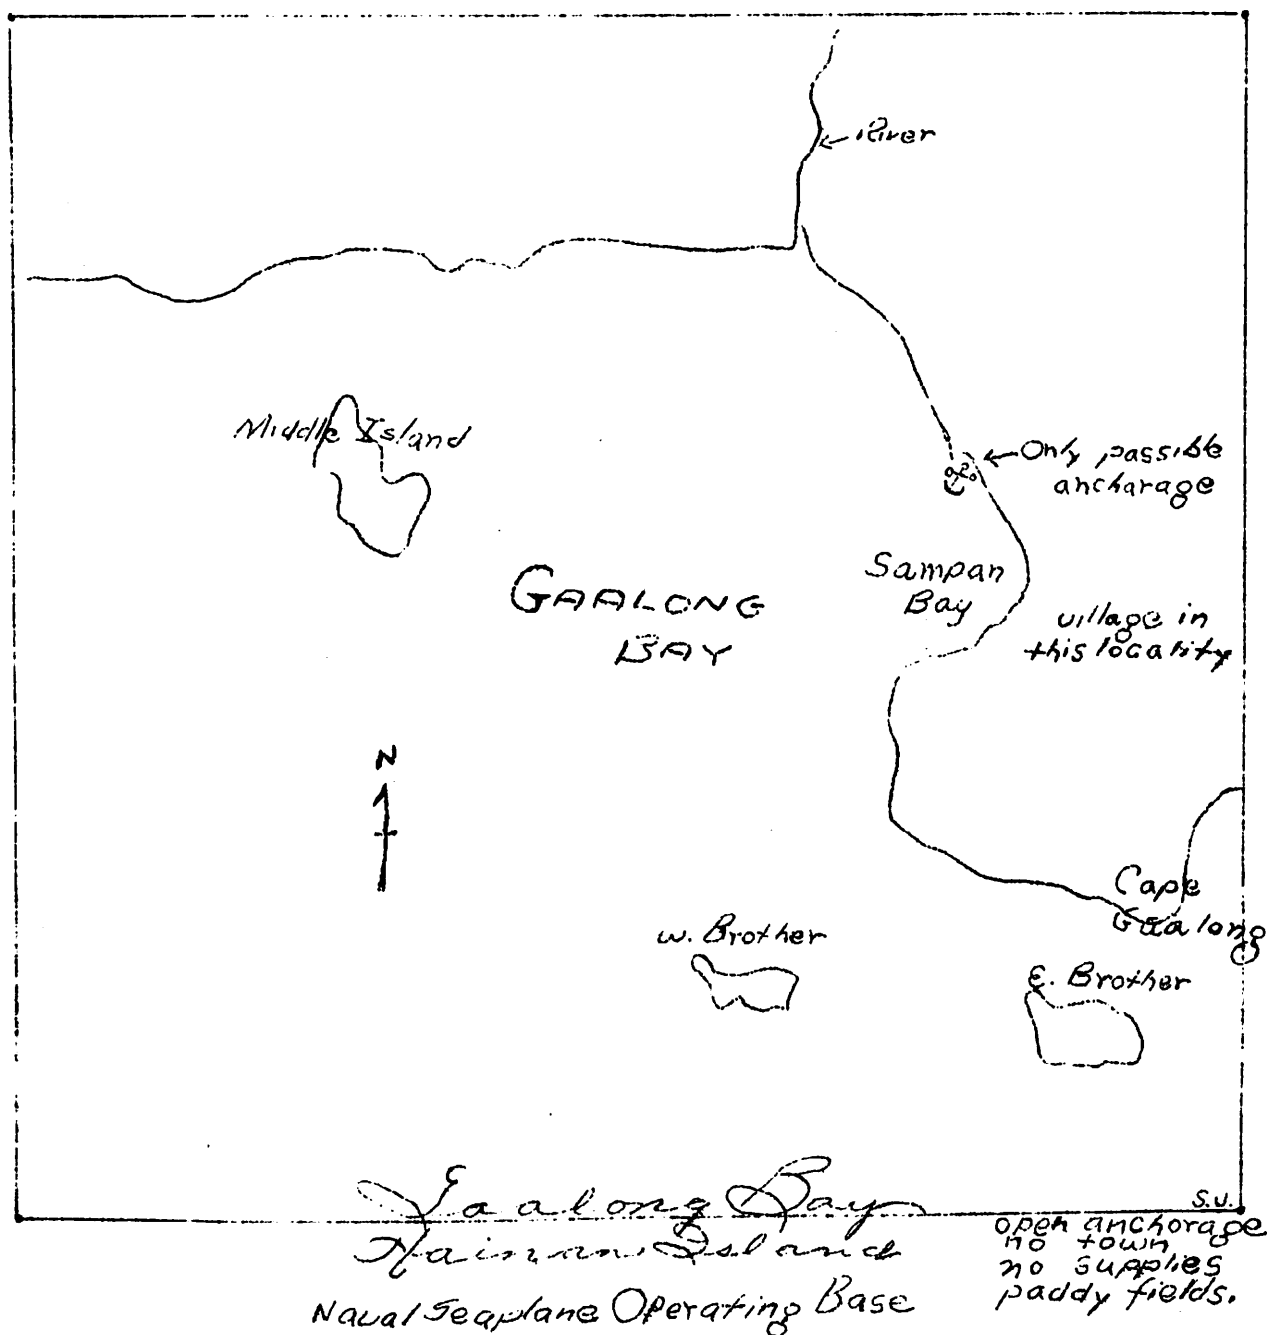 River
Middle Island
Only passible
ancharage
Sampan
Bay
GAALONG
BAY
village in
this locality
N
Cape
Gaalong
W. Brother
E. Brother
S.J.
Gaalong Bay
Hainan Island
Naval Seaplane Operating Base
open anchorage
no town
no supplies
paddy fields.